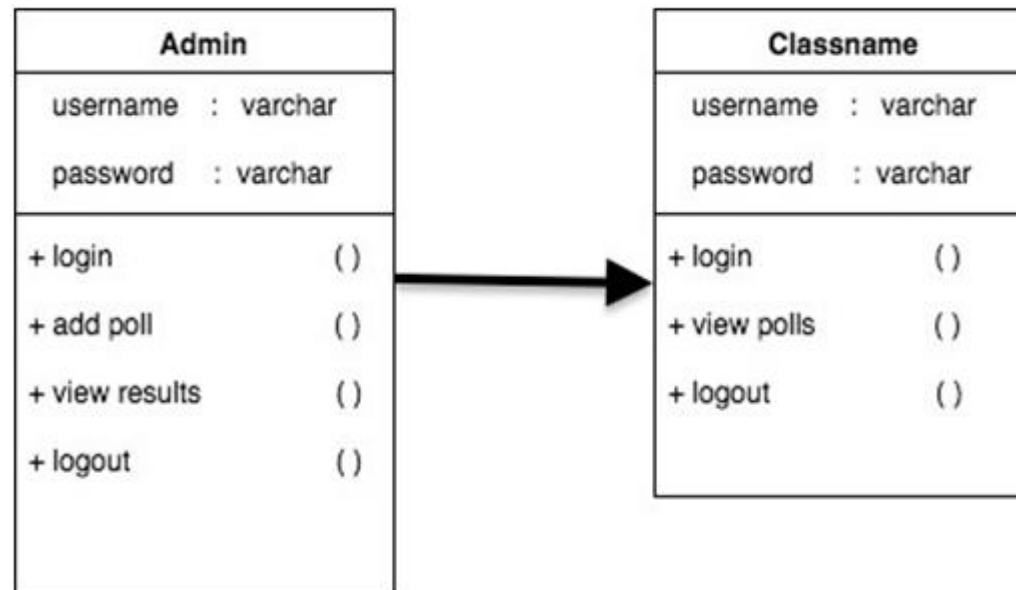 Admin
username : varchar
password : varchar
+ login ( )
+ add poll ( )
+ view results ( )
+ logout ( )
Classname
username : varchar
password : varchar
+ login ( )
+ view polls ( )
+ logout ( )